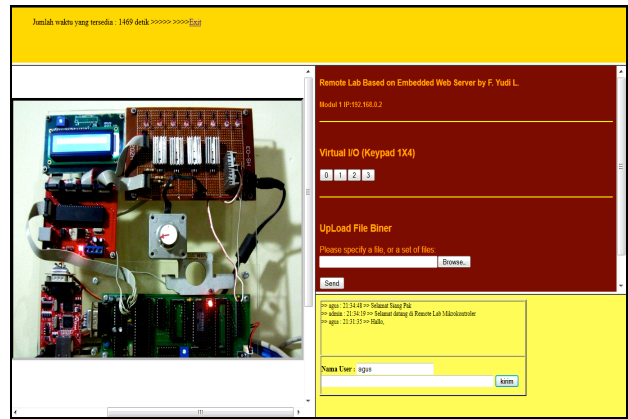 Jumlah waktu yang tersedia : 1469 detik >>>>> >>>>Exit
Remote Lab Based on Embedded Web Server by F. Yudi L.
Modul 1 IP:192.168.0.2
Virtual I/O (Keypad 1X4)
0 1 2 3
UpLoad File Biner
Please specify a file, or a set of files:
Browse..
Send
>> agus : 21:34:48 >> Selamat Siang Pak
>> admin : 21:34:19 >> Selamat datang di Remote Lab Mikrokontroler
>> agus : 21:31:35 >> Hallo,
Nama User : agus
kirim
HS-03